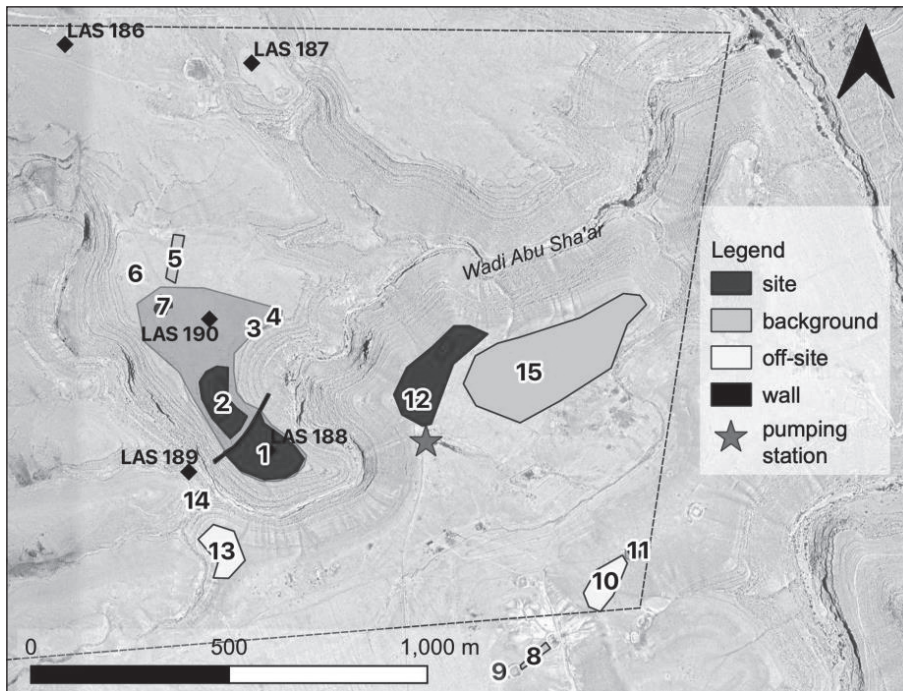 LAS 186
LAS 187
Wadi Abu Sha'ar
5
6
7
4
3
LAS 190
2
1
LAS 188
LAS 189
14
13
12
15
11
10
8
9
Legend
site
background
off-site
wall
pumping
station
0
500
1,000 m